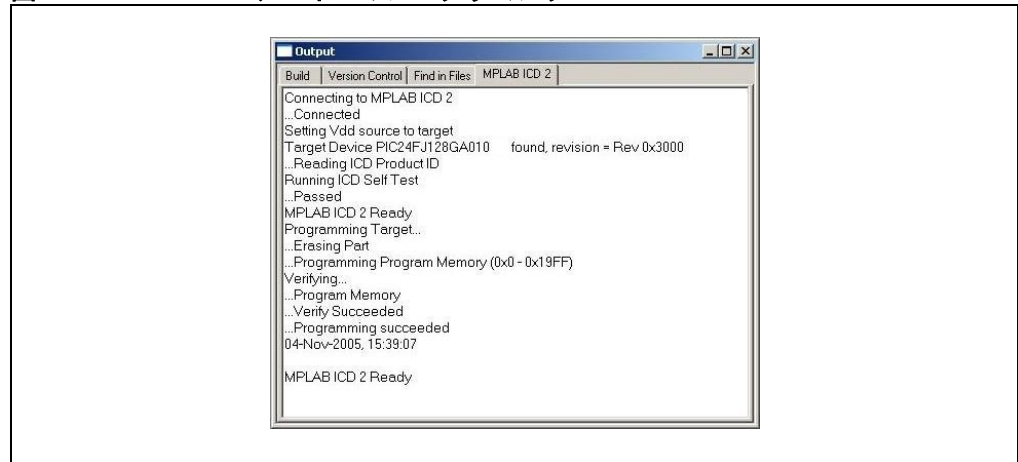 Output
Build Version Control Find in Files MPLAB ICD 2
Connecting to MPLAB ICD 2
...Connected
Setting Vdd source to target
Target Device PIC24FJ128GA010 found, revision = Rev 0x3000
...Reading ICD Product ID
Running ICD Self Test
...Passed
MPLAB ICD 2 Ready
Programming Target...
...Erasing Part
...Programming Program Memory (0x0 - 0x19FF)
Verifying...
...Program Memory
...Verify Succeeded
...Programming succeeded
04-Nov-2005, 15:39:07
MPLAB ICD 2 Ready